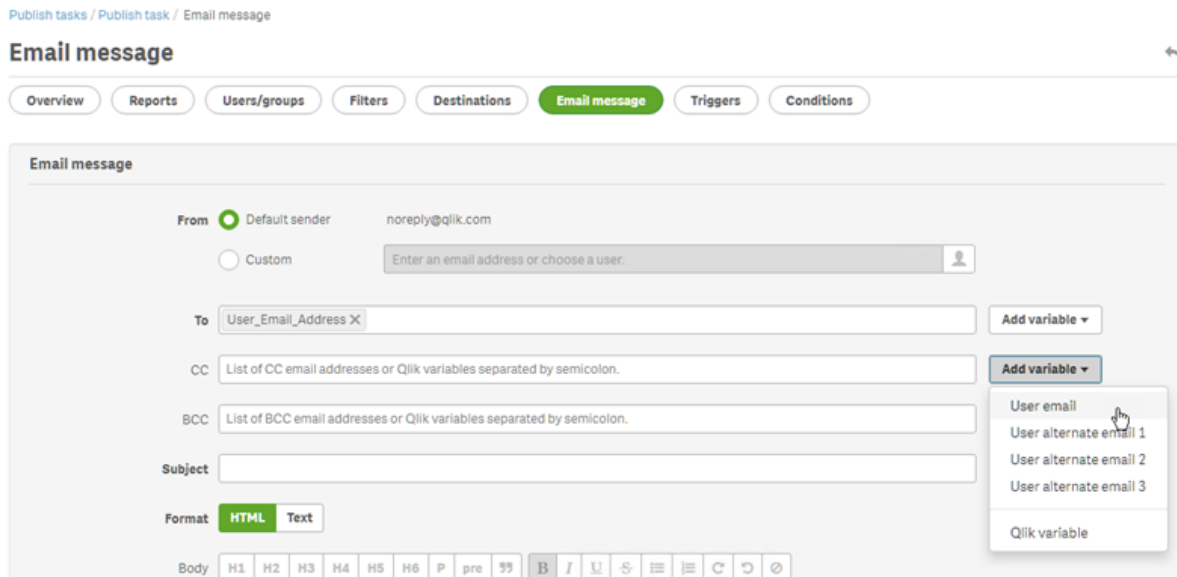 Publish tasks / Publish task / Email message
Email message
Overview Reports Users/groups Filters Destinations Email message Triggers Conditions
Email message
From Default sender noreply@qlik.com
Custom Enter an email address or choose a user.
To User_Email_Address X Add variable
CC List of CC email addresses or Qlik variables separated by semicolon. Add variable
User email
BCC List of BCC email addresses or Qlik variables separated by semicolon.
User alternate email 1
User alternate email 2
Subject
User alternate email 3
Format HTML Text
Qlik variable
Body H1 H2 H3 H4 H5 H6 P pre 99 B I U S